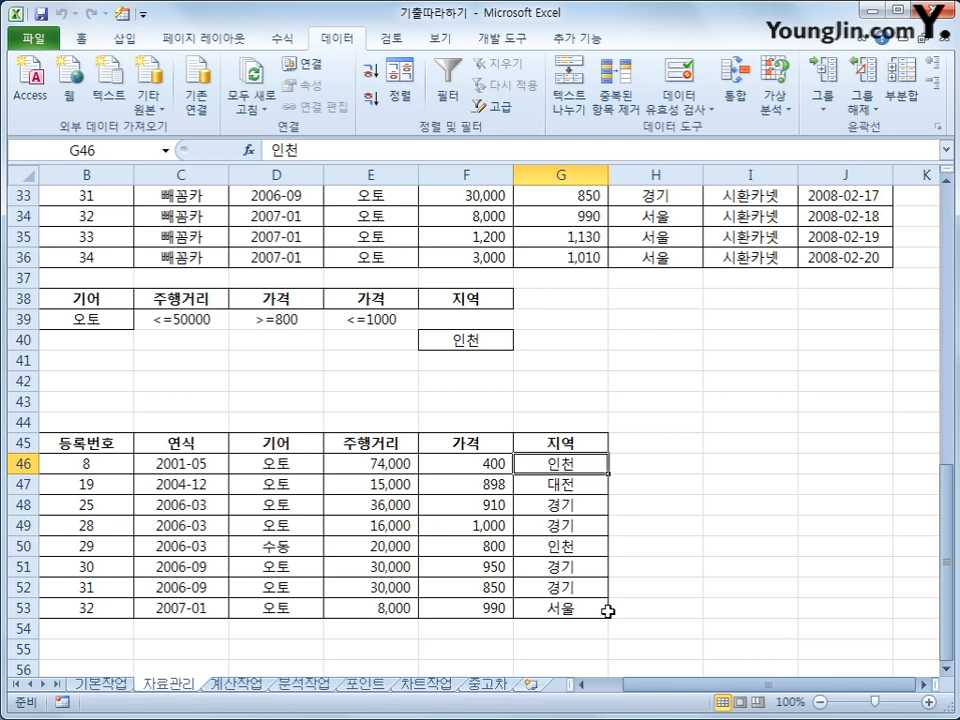 기출따라하기 - Microsoft Excel
Younglin.com Y.
파일 홈 삽입 페이지 레이아웃 수식 데이터 검토 보기 개발 도구 추가 기능
Access 웹 텍스트 기타 원본 기존 연결 모두 새로 고침 연결 속성 연결 편집 정렬 필터 지우기 다시 적용 고급 텍스트 나누기 중복된 항목 제거 데이터 유효성 검사 통합 가상 분석 그룹 그룹 해제 부분합
외부 데이터 가져오기 연결 정렬 및 필터 데이터 도구 윤곽선
G46 fx 인천
B C D E F G H I J K
33 31 빼꼼카 2006-09 오토 30,000 850 경기 시환카넷 2008-02-17
34 32 빼꼼카 2007-01 오토 8,000 990 서울 시환카넷 2008-02-18
35 33 빼꼼카 2007-01 오토 1,200 1,130 서울 시환카넷 2008-02-19
36 34 빼꼼카 2007-01 오토 3,000 1,010 서울 시환카넷 2008-02-20
37
38 기어 주행거리 가격 가격 지역
39 오토 <=50000 >=800 <=1000
40 인천
41
42
43
44
45 등록번호 연식 기어 주행거리 가격 지역
46 8 2001-05 오토 74,000 400 인천
47 19 2004-12 오토 15,000 898 대전
48 25 2006-03 오토 36,000 910 경기
49 28 2006-03 오토 16,000 1,000 경기
50 29 2006-03 수동 20,000 800 인천
51 30 2006-09 오토 30,000 950 경기
52 31 2006-09 오토 30,000 850 경기
53 32 2007-01 오토 8,000 990 서울
54
55
56
기본작업 자료관리 계산작업 분석작업 포인트 차트작업 중고차
준비 100%